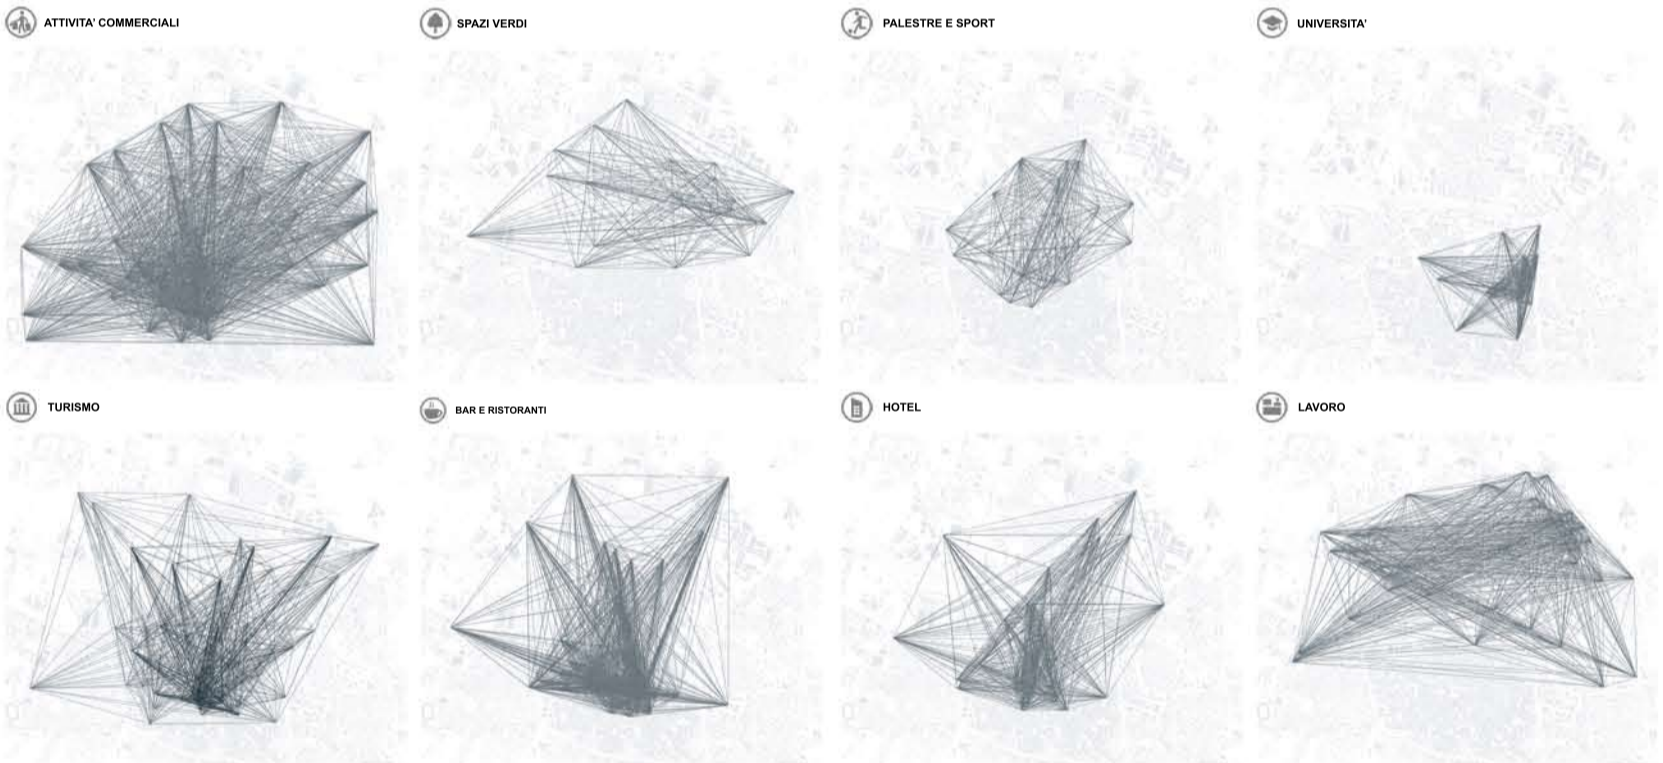 ATTIVITA' COMMERCIALI
SPAZI VERDI
PALESTRE E SPORT
UNIVERSITA'
TURISMO
BAR E RISTORANTI
HOTEL
LAVORO